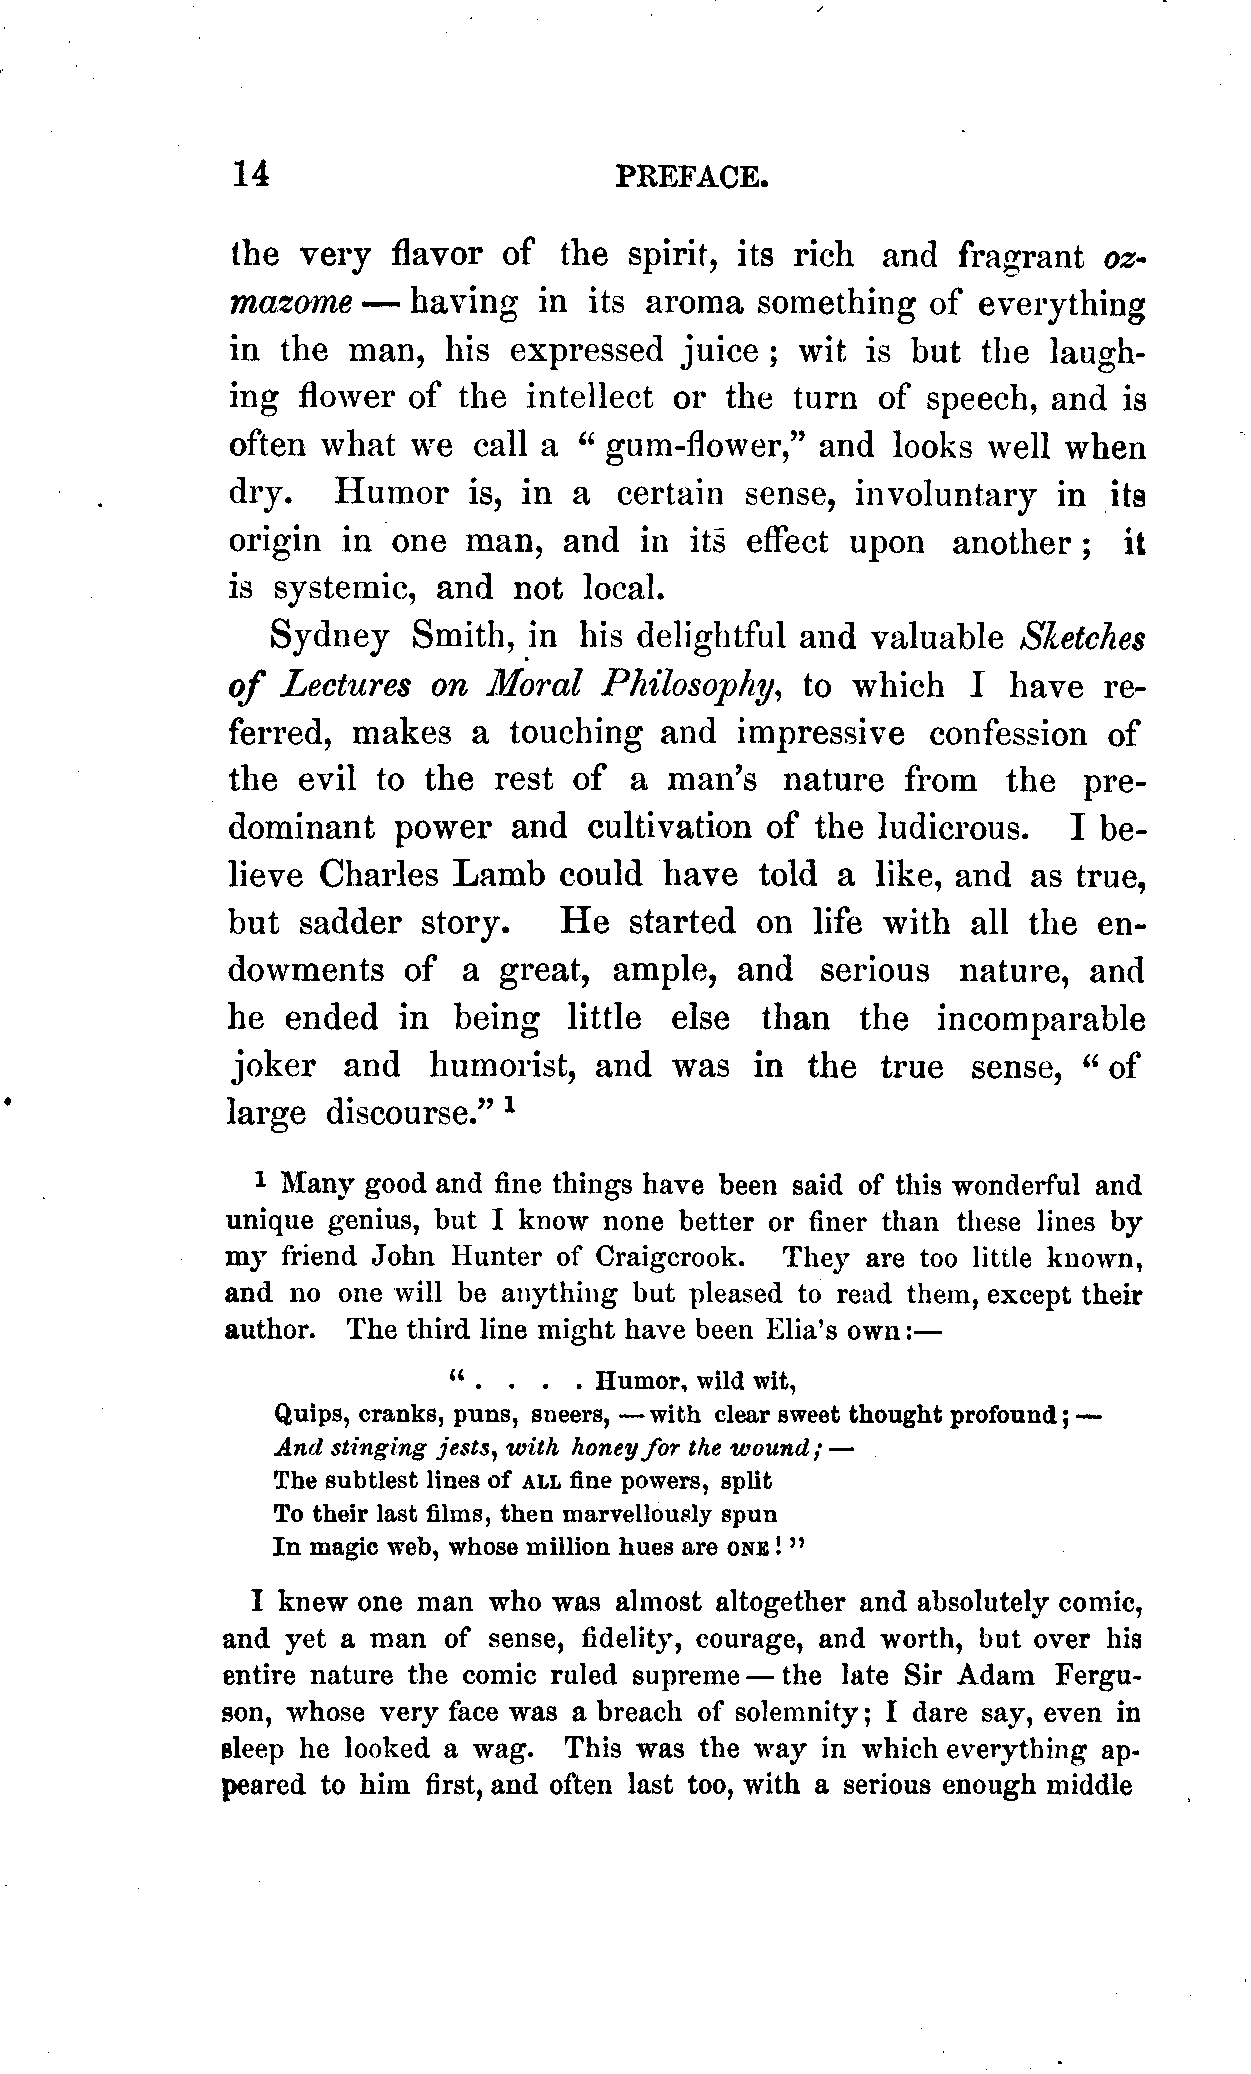 14 PREFACE.
the very flavor of the spirit, its rich and fragrant oz-
mazome — having in its aroma something of everything
in the man, his expressed juice ; wit is but the laugh-
ing flower of the intellect or the turn of speech, and is
often what we call a “ gum-flower,” and looks well when
dry. Humor is, in a certain sense, involuntary in its
origin in one man, and in its effect upon another ; it
is systemic, and not local.
Sydney Smith, in his delightful and valuable Sketches
of Lectures on Moral Philosophy, to which I have re-
ferred, makes a touching and impressive confession of
the evil to the rest of a man's nature from the pre-
dominant power and cultivation of the ludicrous. I be-
lieve Charles Lamb could have told a like, and as true,
but sadder story. He started on life with all the en-
dowments of a great, ample, and serious nature, and
he ended in being little else than the incomparable
joker and humorist, and was in the true sense, “ of
large discourse.” 1
1 Many good and fine things have been said of this wonderful and
unique genius, but I know none better or finer than these lines by
my friend John Hunter of Craigcrook. They are too little known,
and no one will be anything but pleased to read them, except their
author. The third line might have been Elia's own:—
“ . . . . Humor, wild wit,
Quips, cranks, puns, sneers, — with clear sweet thought profound; —
And stinging jests, with honey for the wound; —
The subtlest lines of ALL fine powers, split
To their last films, then marvellously spun
In magic web, whose million hues are ONE ! ”
I knew one man who was almost altogether and absolutely comic,
and yet a man of sense, fidelity, courage, and worth, but over his
entire nature the comic ruled supreme — the late Sir Adam Fergu-
son, whose very face was a breach of solemnity; I dare say, even in
sleep he looked a wag. This was the way in which everything ap-
peared to him first, and often last too, with a serious enough middle